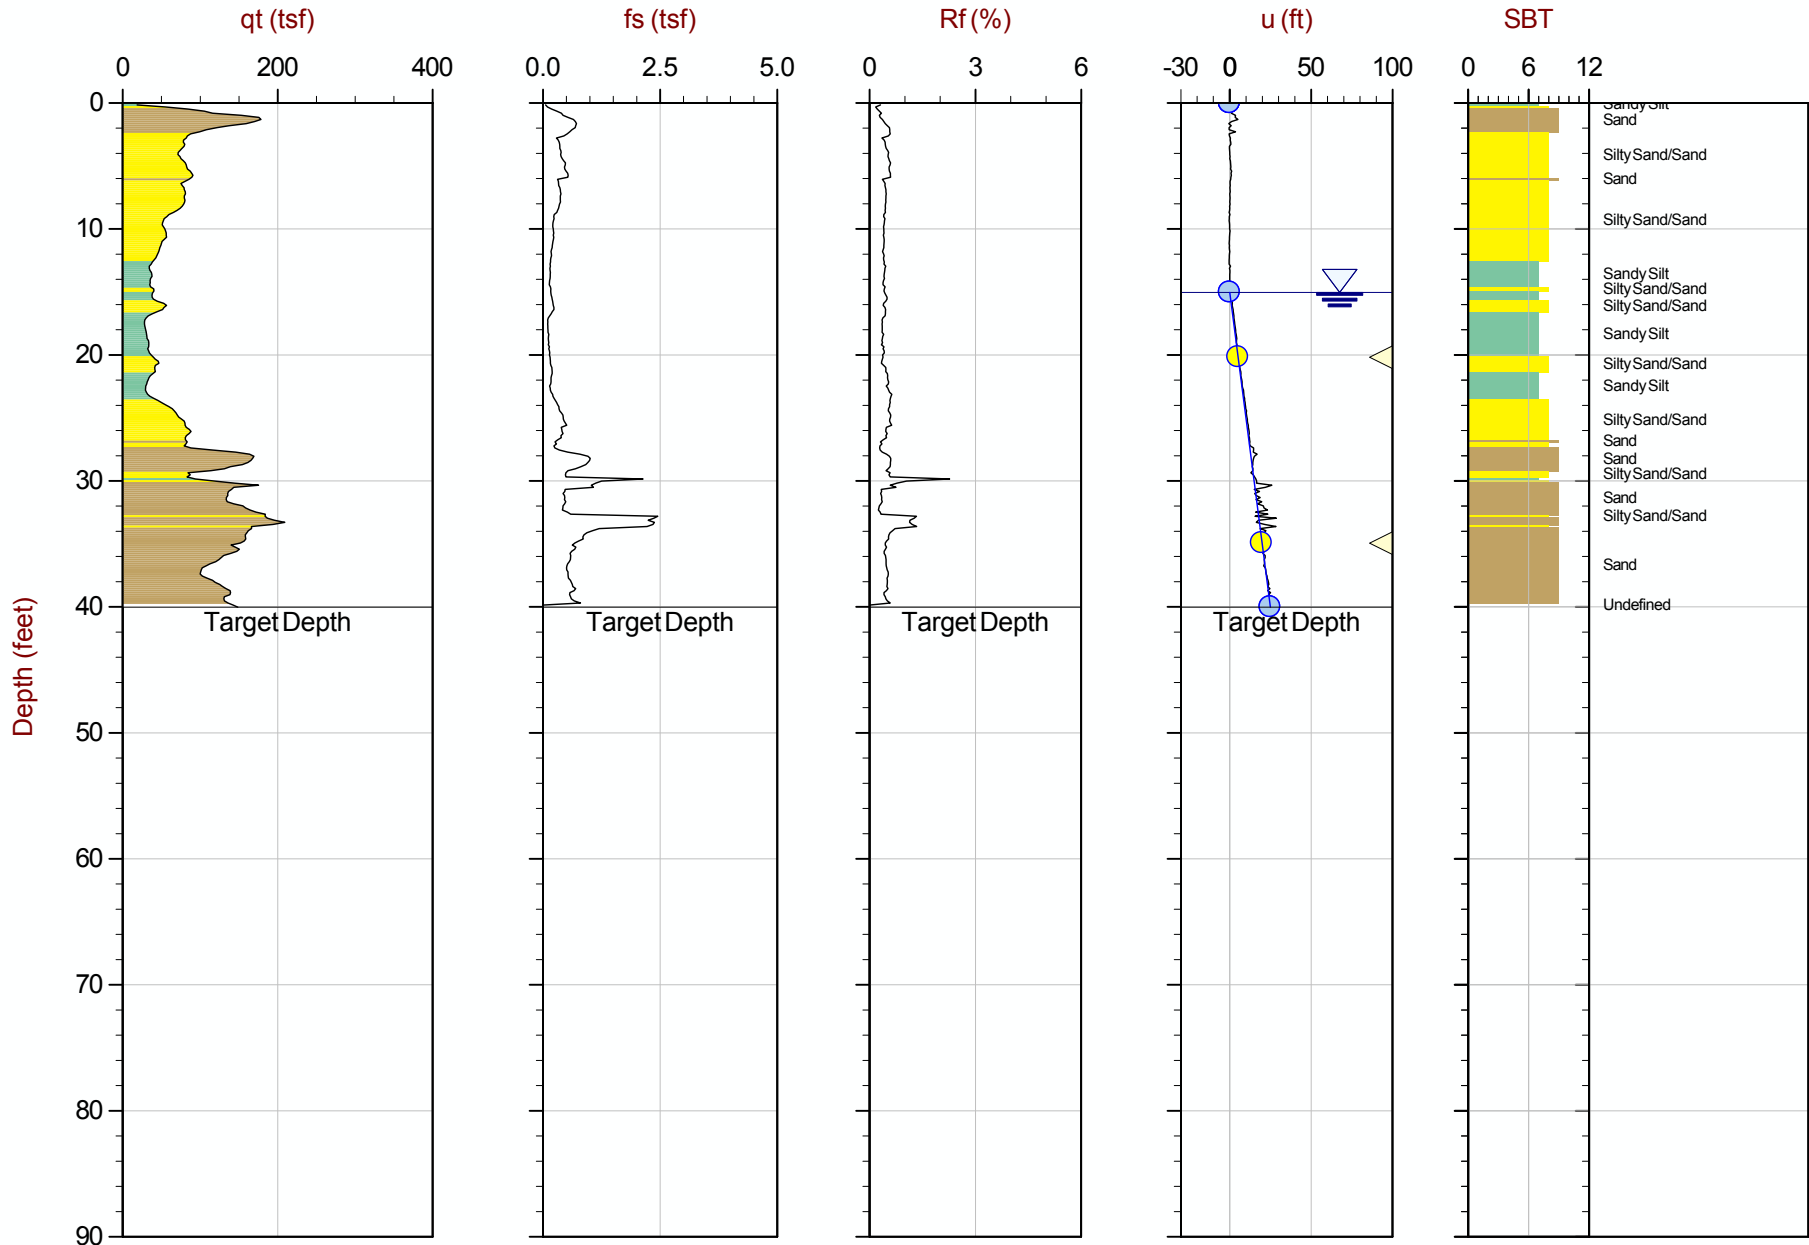 qt (tsf) fs (tsf) Rf (%) u (ft) SBT
0 200 400 0.0 2.5 5.0 0 3 6 -30 0 50 100 0 6 12
0
Sandy Silt
Sand
Silty Sand/Sand
Sand
Silty Sand/Sand
10
Sandy Silt
Silty Sand/Sand
Silty Sand/Sand
Sandy Silt
20
Silty Sand/Sand
Sandy Silt
Silty Sand/Sand
Sand
Sand
Silty Sand/Sand
30
Sand
Silty Sand/Sand
Sand
Undefined
40
Target Depth Target Depth Target Depth Target Depth
Depth (feet)
50
60
70
80
90